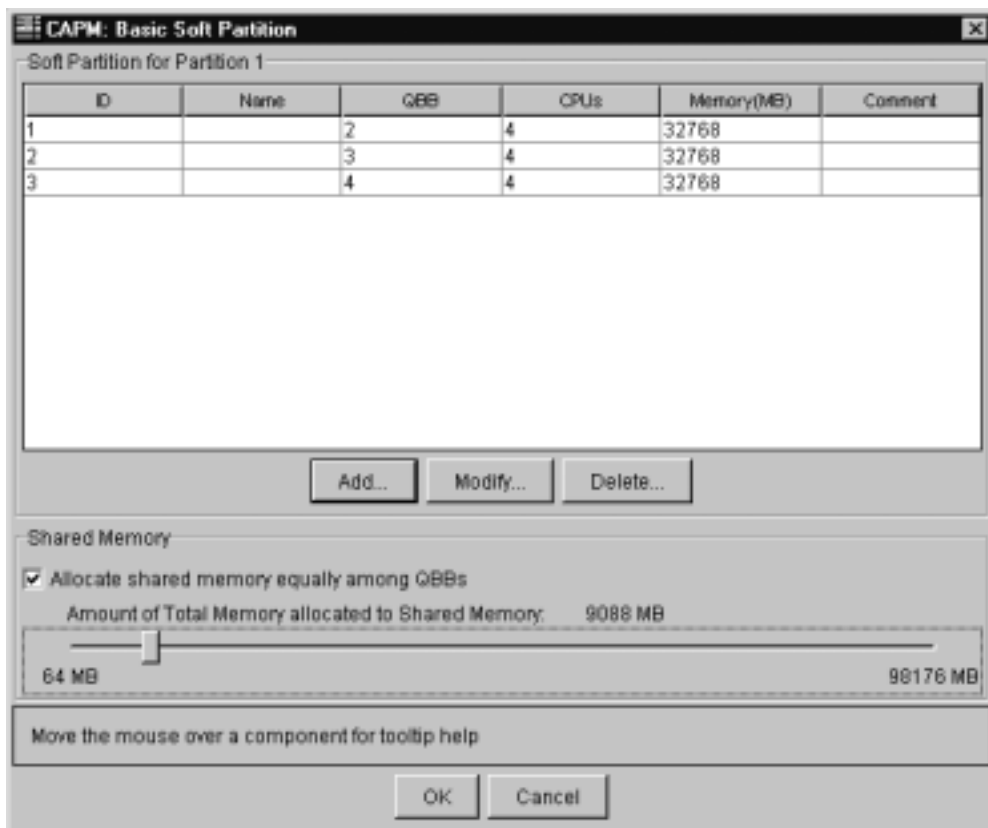 CAPM: Basic Soft Partition
Soft Partition for Partition 1
ID Name QBB CPUs Memory(MB) Comment
1 2 4 32768
2 3 4 32768
3 4 4 32768
Add... Modify... Delete...
Shared Memory
Allocate shared memory equally among QBBs
Amount of Total Memory allocated to Shared Memory: 9088 MB
64 MB 98176 MB
Move the mouse over a component for tooltip help
OK Cancel